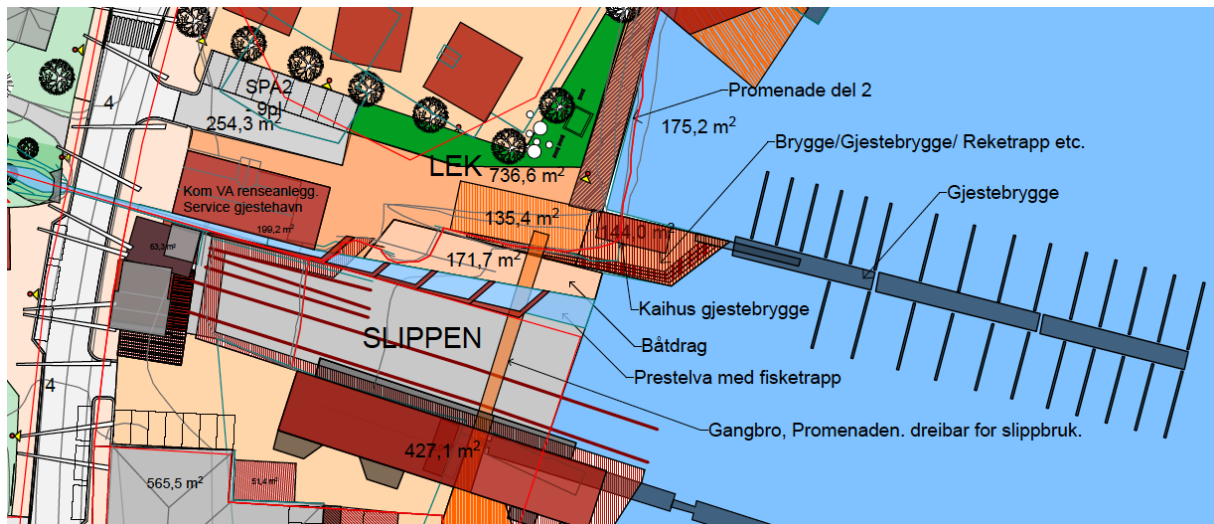 SPA2
- 9pl
254,3 m²
4
Promenade del 2
175,2 m²
Brygge/Gjestebrygge/ Reketrapp etc.
LEK
736,6 m²
Kom VA renseanlegg.
Service gjestehavn
199,2 m²
Gjestebrygge
135,4 m²
144,0 m²
63,3 m²
171,7 m²
Kaihus gjestebrygge
SLIPPEN
Båtdrag
Prestelva med fisketrapp
4
Gangbro, Promenaden. dreibar for slippbruk.
427,1 m²
565,5 m²
51,4 m²